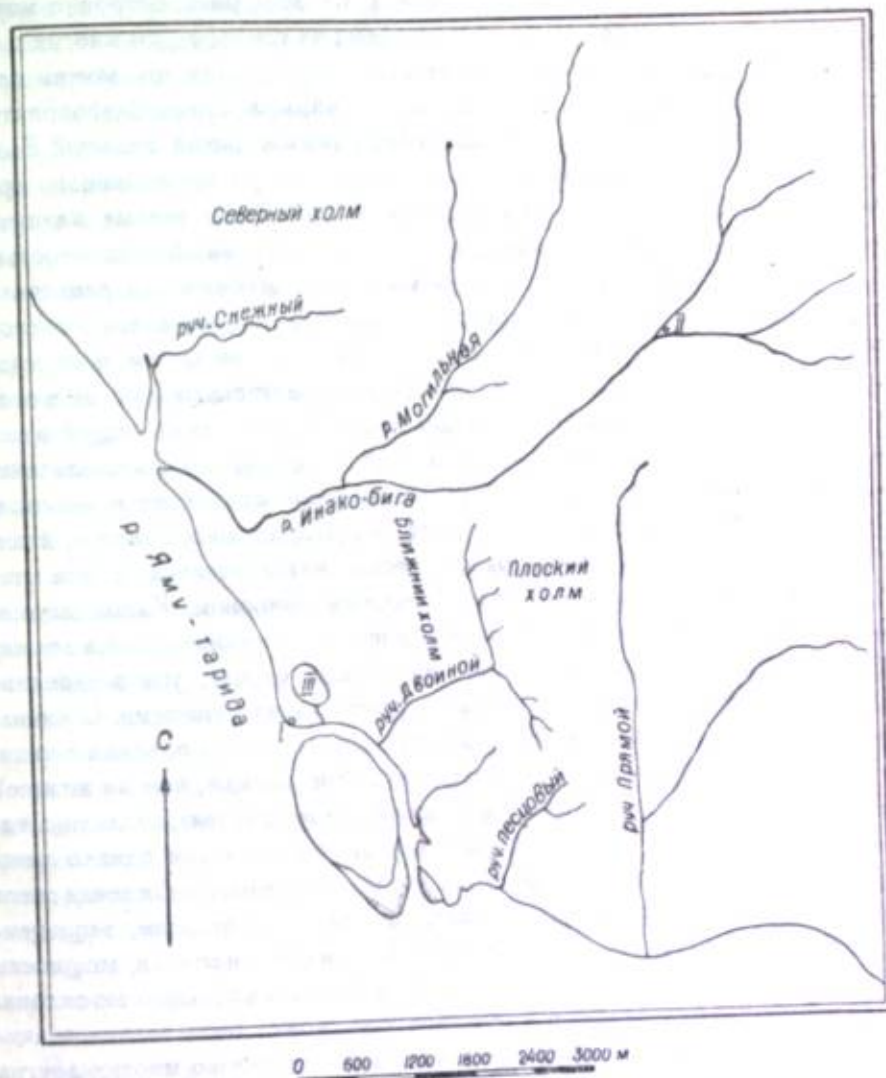 Северный холм
руч. Снежный
р. Могильная
р. Инако-бига
Ближний холм
Плоский
холм
р. Яму-тарида
III
руч. Двойной
С
руч. Прямой
руч. Песцовый
0 600 1200 1800 2400 3000 м